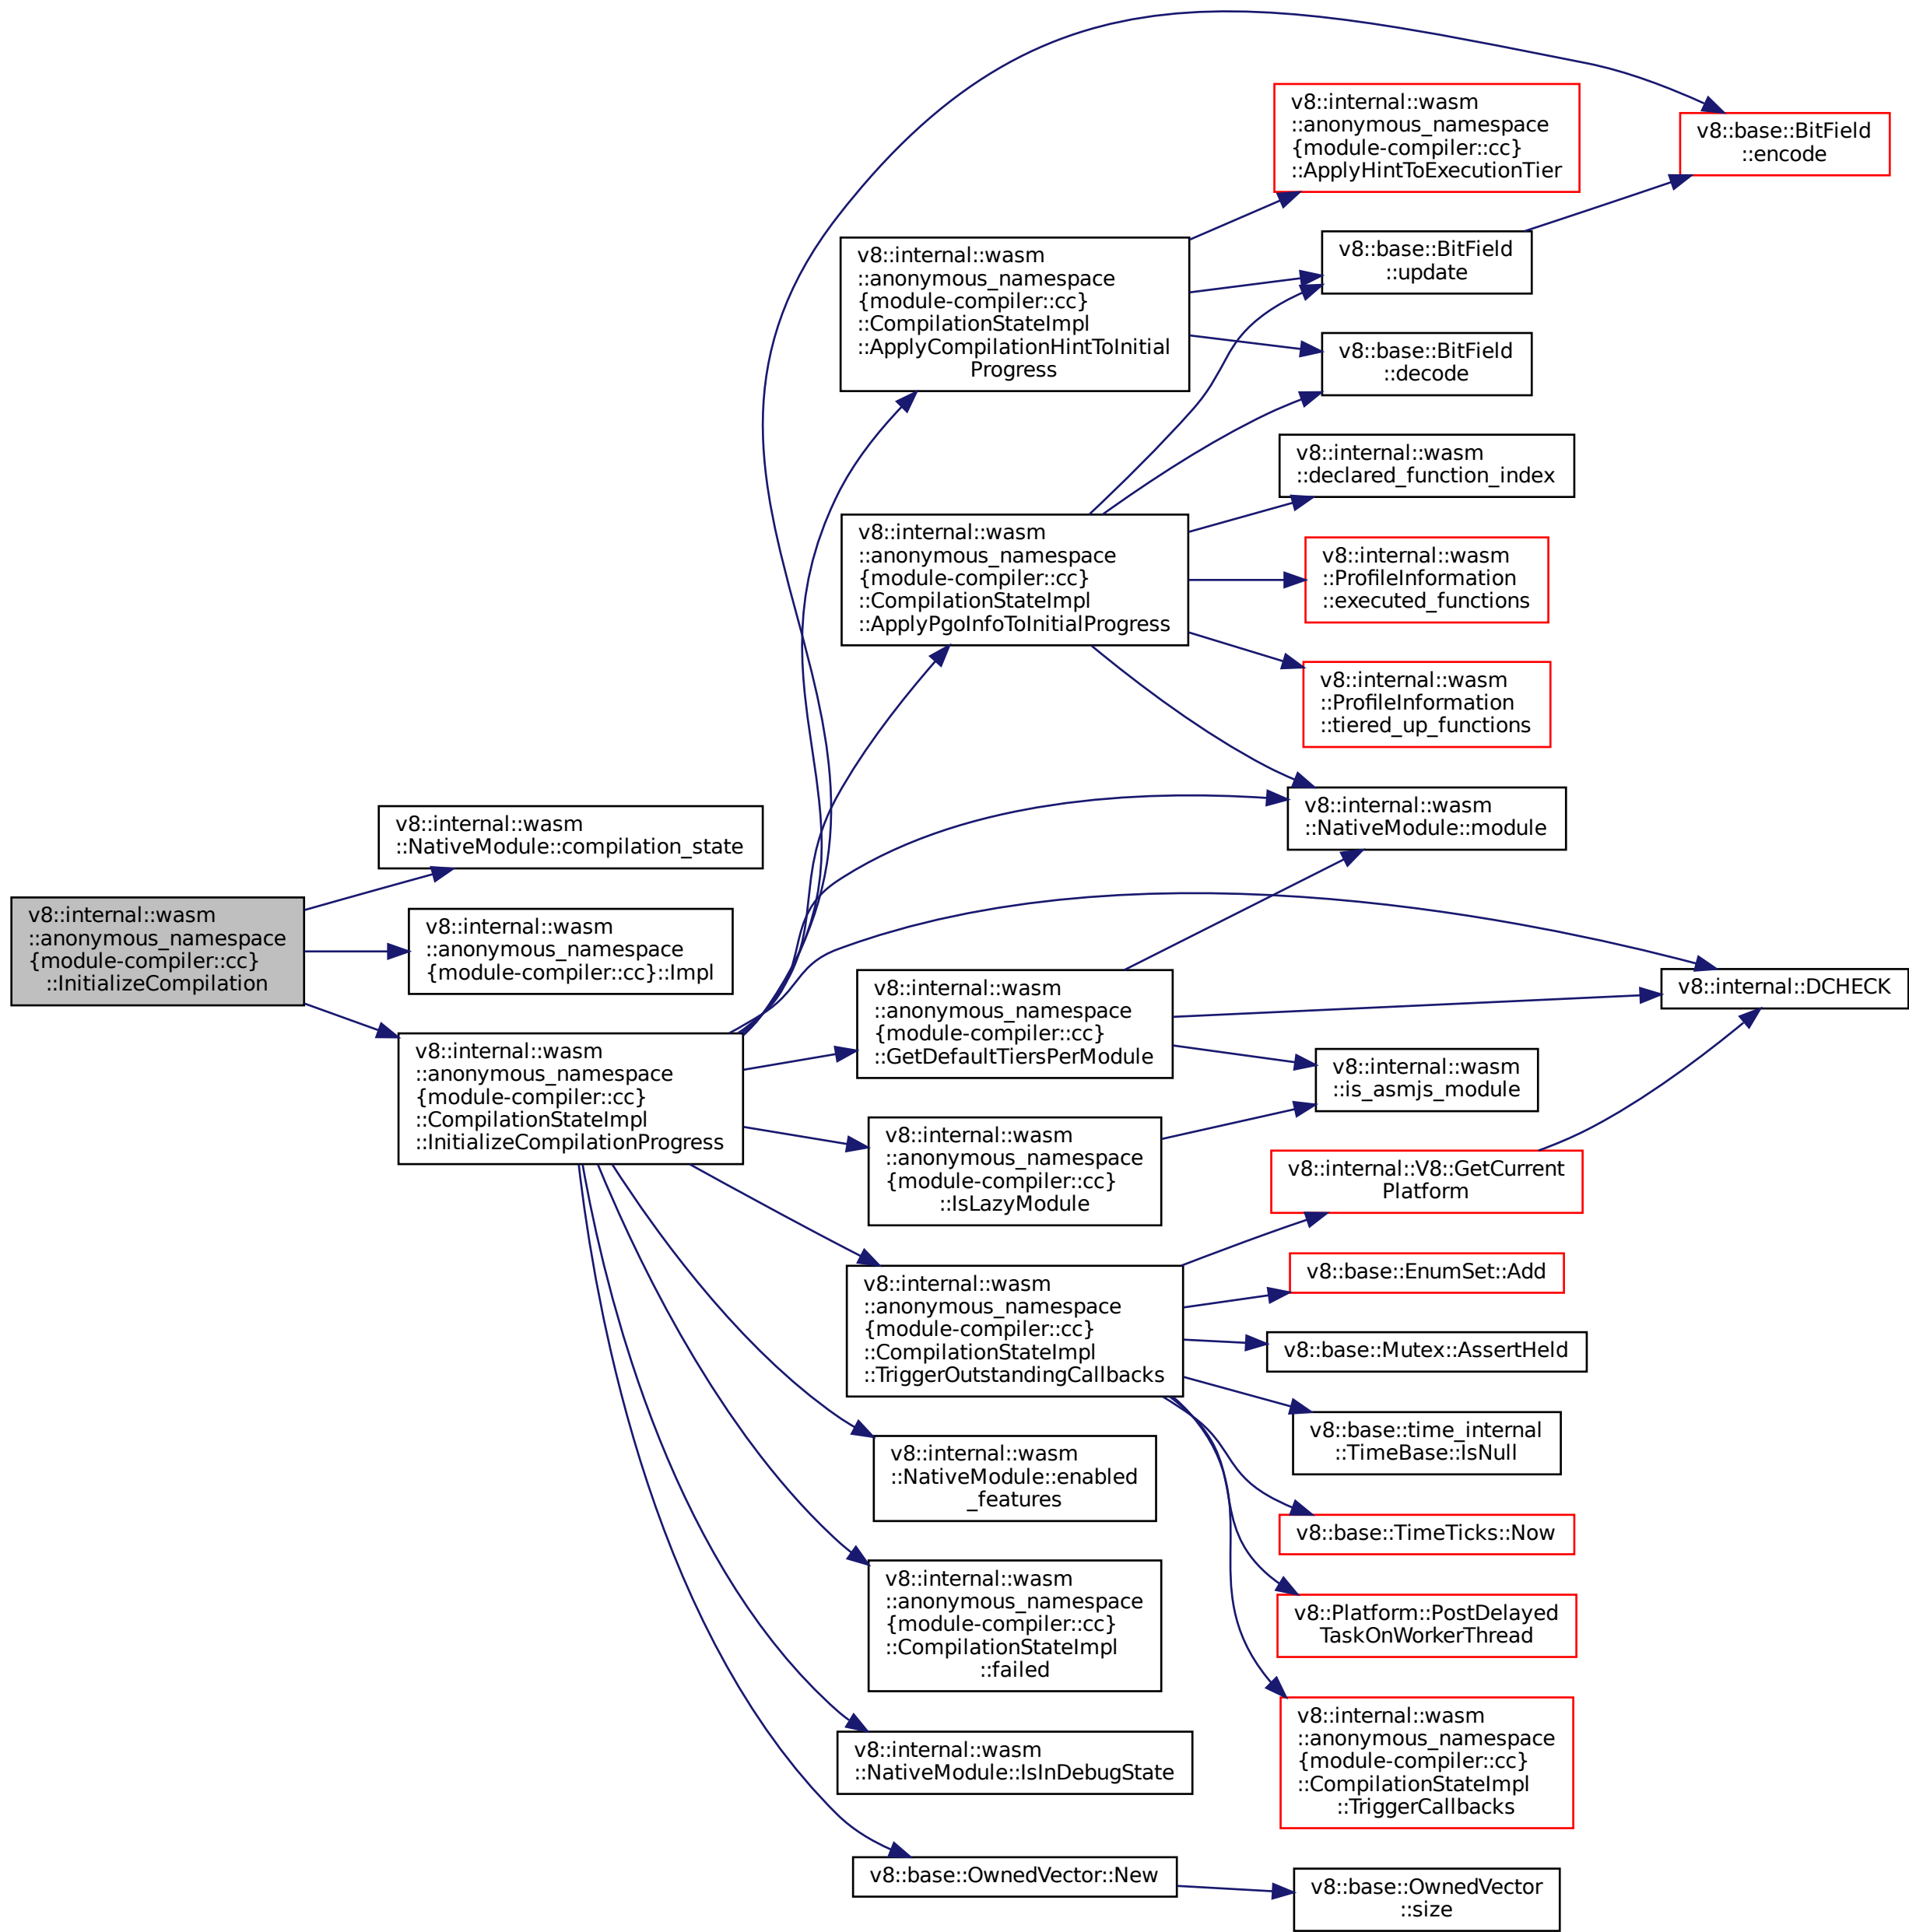 v8::internal::wasm
::anonymous_namespace
{module-compiler::cc}
::InitializeCompilation
v8::internal::wasm
::NativeModule::compilation_state
v8::internal::wasm
::anonymous_namespace
{module-compiler::cc}::Impl
v8::internal::wasm
::anonymous_namespace
{module-compiler::cc}
::CompilationStateImpl
::InitializeCompilationProgress
v8::internal::wasm
::anonymous_namespace
{module-compiler::cc}
::CompilationStateImpl
::ApplyCompilationHintToInitial
Progress
v8::internal::wasm
::anonymous_namespace
{module-compiler::cc}
::CompilationStateImpl
::ApplyPgoInfoToInitialProgress
v8::internal::wasm
::anonymous_namespace
{module-compiler::cc}
::GetDefaultTiersPerModule
v8::internal::wasm
::anonymous_namespace
{module-compiler::cc}
::IsLazyModule
v8::internal::wasm
::anonymous_namespace
{module-compiler::cc}
::CompilationStateImpl
::TriggerOutstandingCallbacks
v8::internal::wasm
::NativeModule::enabled
_features
v8::internal::wasm
::anonymous_namespace
{module-compiler::cc}
::CompilationStateImpl
::failed
v8::internal::wasm
::NativeModule::IsInDebugState
v8::base::OwnedVector::New
v8::internal::wasm
::anonymous_namespace
{module-compiler::cc}
::ApplyHintToExecutionTier
v8::base::BitField
::update
v8::base::BitField
::decode
v8::internal::wasm
::declared_function_index
v8::internal::wasm
::ProfileInformation
::executed_functions
v8::internal::wasm
::ProfileInformation
::tiered_up_functions
v8::internal::wasm
::NativeModule::module
v8::internal::wasm
::is_asmjs_module
v8::internal::V8::GetCurrent
Platform
v8::base::EnumSet::Add
v8::base::Mutex::AssertHeld
v8::base::time_internal
::TimeBase::IsNull
v8::base::TimeTicks::Now
v8::Platform::PostDelayed
TaskOnWorkerThread
v8::internal::wasm
::anonymous_namespace
{module-compiler::cc}
::CompilationStateImpl
::TriggerCallbacks
v8::base::OwnedVector
::size
v8::base::BitField
::encode
v8::internal::DCHECK